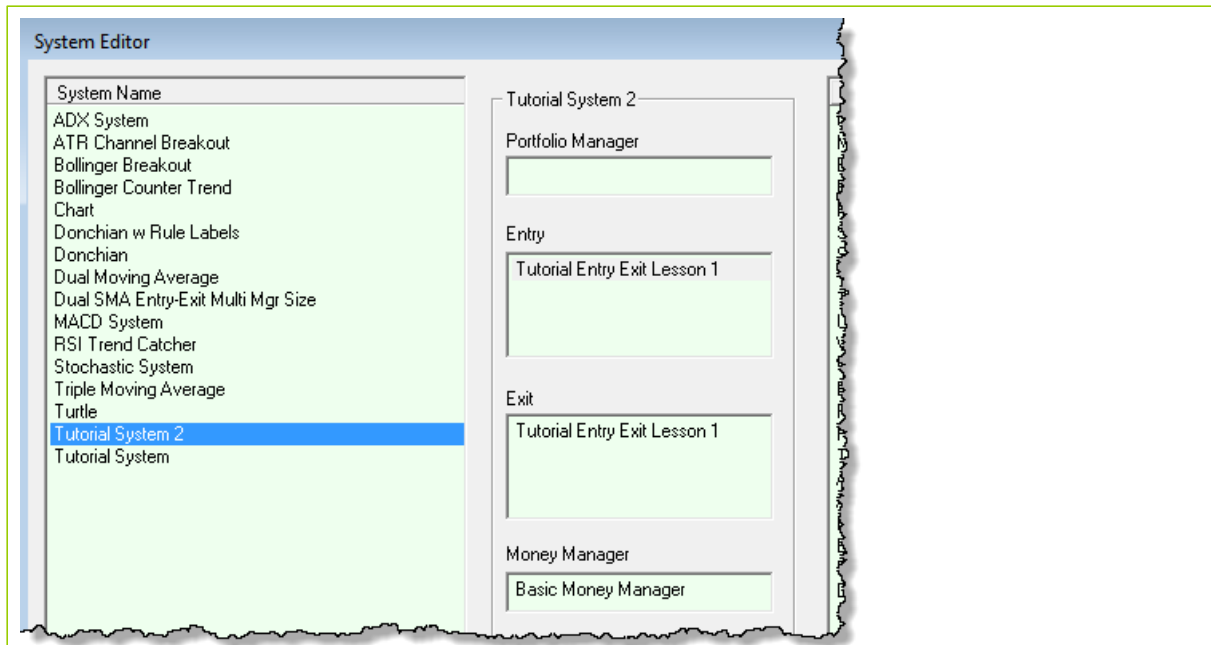 System Editor
System Name
ADX System
ATR Channel Breakout
Bollinger Breakout
Bollinger Counter Trend
Chart
Donchian w Rule Labels
Donchian
Dual Moving Average
Dual SMA Entry-Exit Multi Mgr Size
MACD System
RSI Trend Catcher
Stochastic System
Triple Moving Average
Turtle
Tutorial System 2
Tutorial System
Tutorial System 2
Portfolio Manager
Entry
Tutorial Entry Exit Lesson 1
Exit
Tutorial Entry Exit Lesson 1
Money Manager
Basic Money Manager